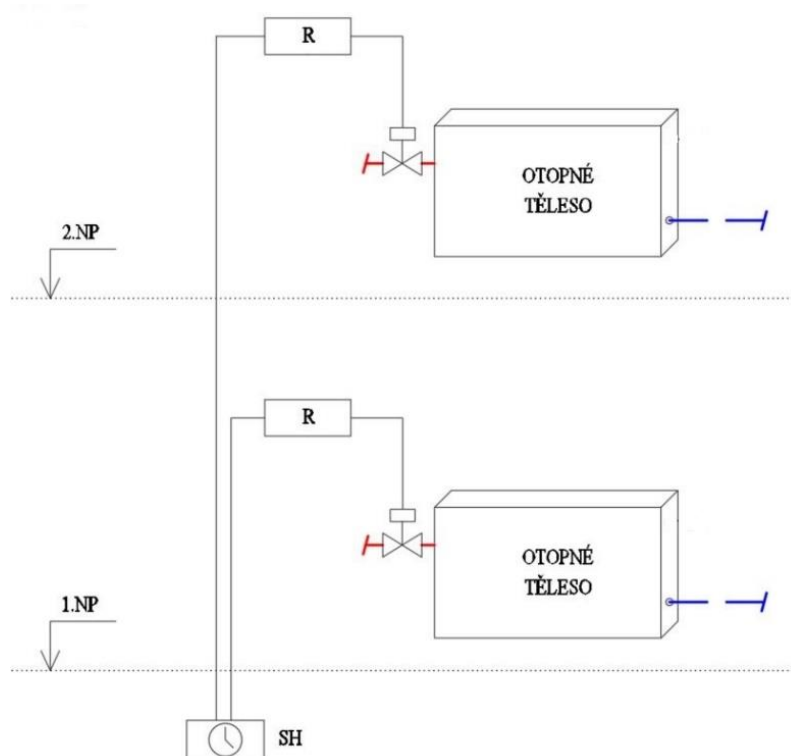 R
OTOPNÉ
TĚLESO
2.NP
R
OTOPNÉ
TĚLESO
1.NP
SH